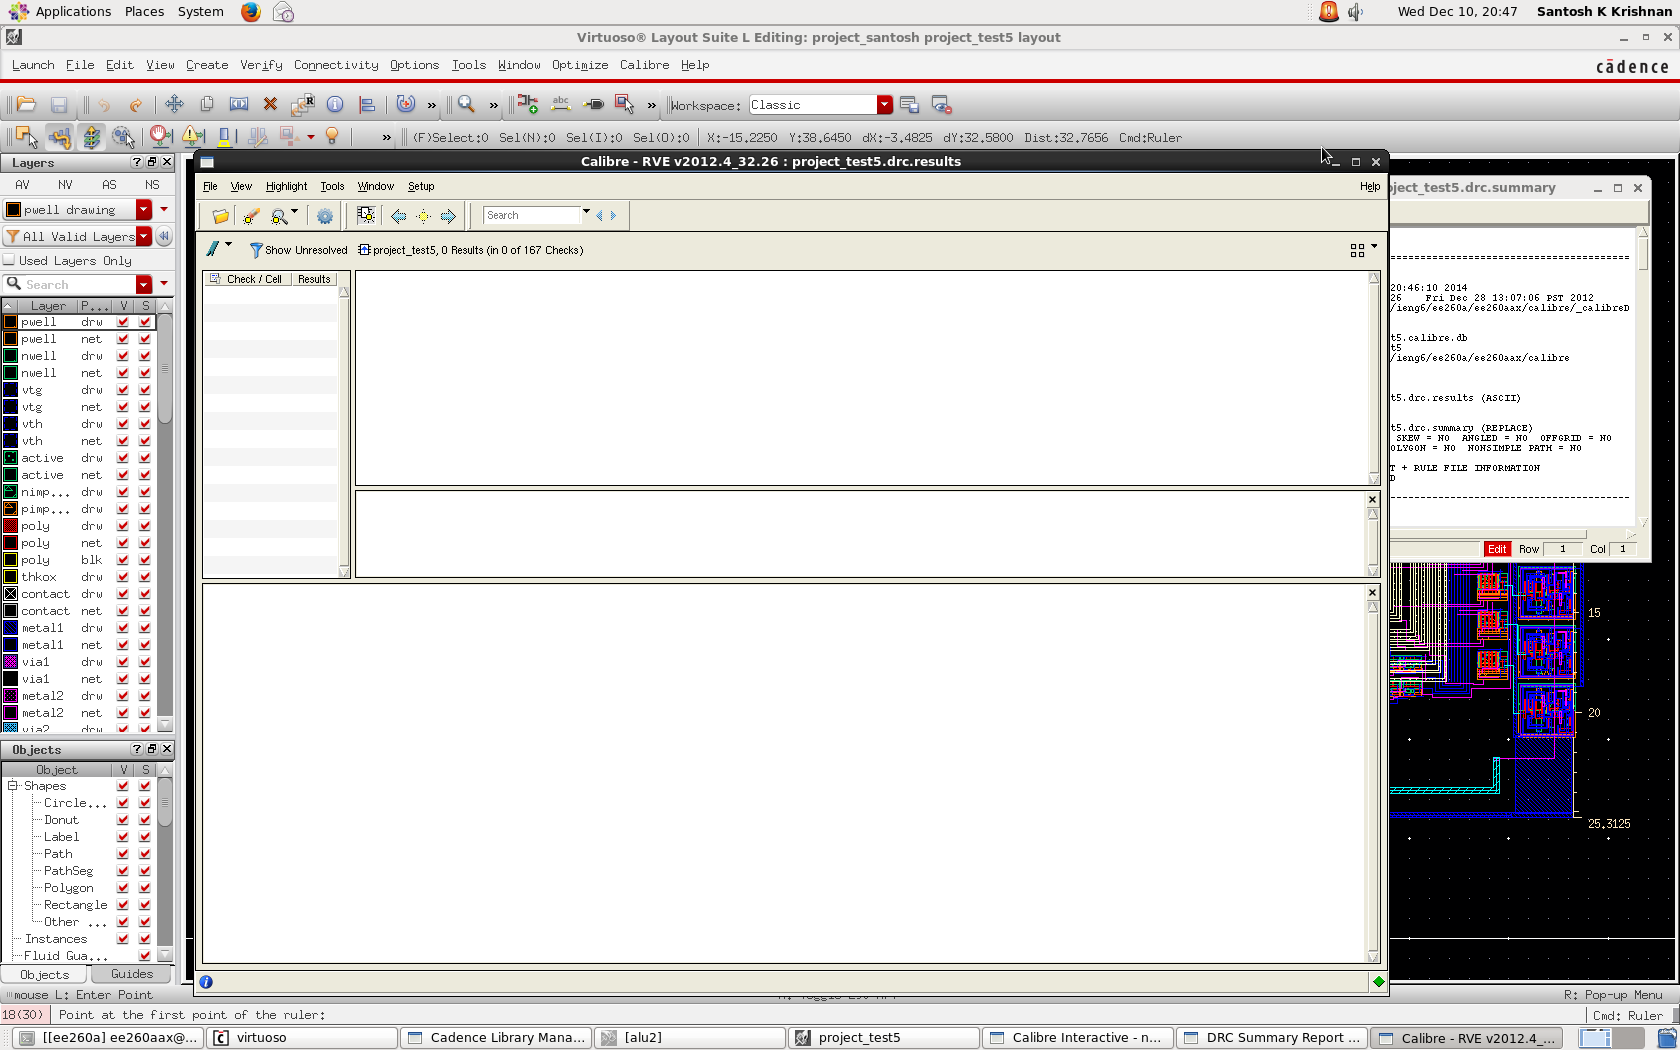 Applications Places System Wed Dec 10, 20:47 Santosh K Krishnan
Virtuoso® Layout Suite L Editing: project_santosh project_test5 layout
Launch File Edit View Create Verify Connectivity Options Tools Window Optimize Calibre Help cādence
abc Workspace: Classic
(F)Select:0 Sel(N):0 Sel(I):0 Sel(O):0 X:-15.2250 Y:38.6450 dX:-3.4825 dY:32.5800 Dist:32.7656 Cmd:Ruler
Layers
AV NV AS NS
pwell drawing
All Valid Layers
Used Layers Only
Search
Layer P... V S
pwell drw
pwell net
nwell drw
nwell net
vtg drw
vtg net
vth drw
vth net
active drw
active net
nimp... drw
pimp... drw
poly drw
poly net
poly blk
thkox drw
contact drw
contact net
metal1 drw
metal1 net
via1 drw
via1 net
metal2 drw
metal2 net
via2 drw
Objects
Object V S
Shapes
Circle...
Donut
Label
Path
PathSeg
Polygon
Rectangle
Other ...
Instances
Fluid Gua...
Objects Guides
Calibre - RVE v2012.4_32.26 : project_test5.drc.results
File View Highlight Tools Window Setup Help
Search
Show Unresolved project_test5, 0 Results (in 0 of 167 Checks)
Check / Cell Results
ject_test5.drc.summary
20:46:10 2014
26 Fri Dec 28 13:07:06 PST 2012
/ieng6/ee260a/ee260aax/calibre/_calibreD
t5.calibre.db
t5
/ieng6/ee260a/ee260aax/calibre
t5.drc.results (ASCII)
t5.drc.summary (REPLACE)
SKEW = NO ANGLED = NO OFFGRID = NO
OLYGON = NO NONSIMPLE PATH = NO
T + RULE FILE INFORMATION
D
Edit Row 1 Col 1
15
20
25.3125
mouse L: Enter Point R: Pop-up Menu
18(30) Point at the first point of the ruler: Cmd: Ruler
[[ee260a] ee260aax@... virtuoso Cadence Library Mana... [alu2] project_test5 Calibre Interactive - n... DRC Summary Report ... Calibre - RVE v2012.4_...